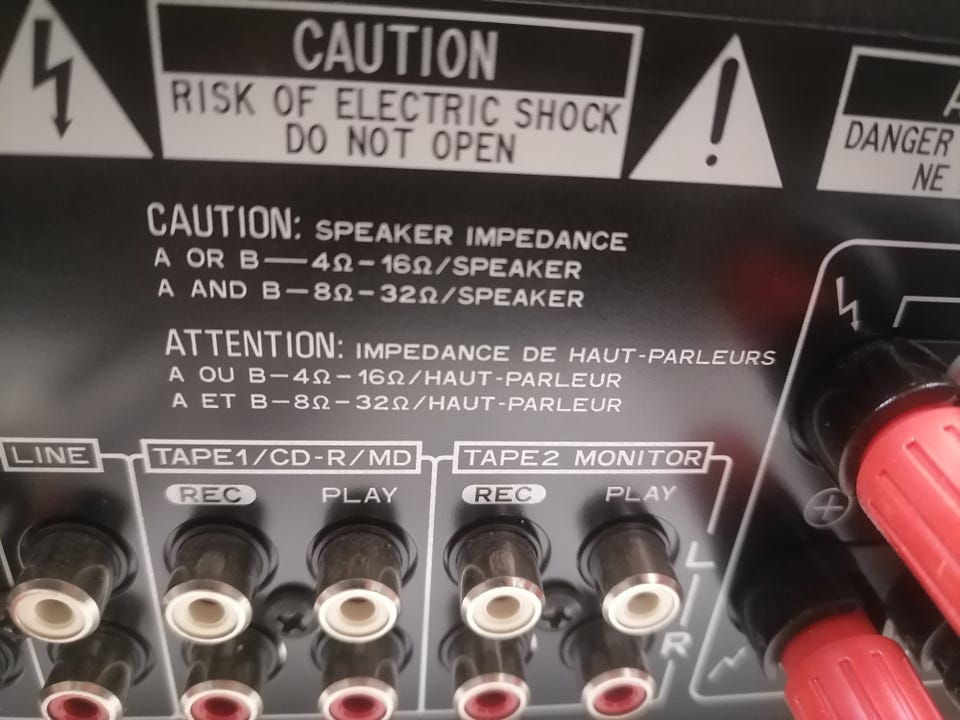 CAUTION
RISK OF ELECTRIC SHOCK
DO NOT OPEN
DANGER
NE
CAUTION: SPEAKER IMPEDANCE
A OR B—4Ω–16Ω/SPEAKER
A AND B–8Ω–32Ω/SPEAKER
ATTENTION: IMPEDANCE DE HAUT-PARLEURS
A OU B–4Ω–16Ω/HAUT-PARLEUR
A ET B–8Ω–32Ω/HAUT-PARLEUR
LINE TAPE1/CD-R/MD TAPE2 MONITOR
REC PLAY REC PLAY
L
R